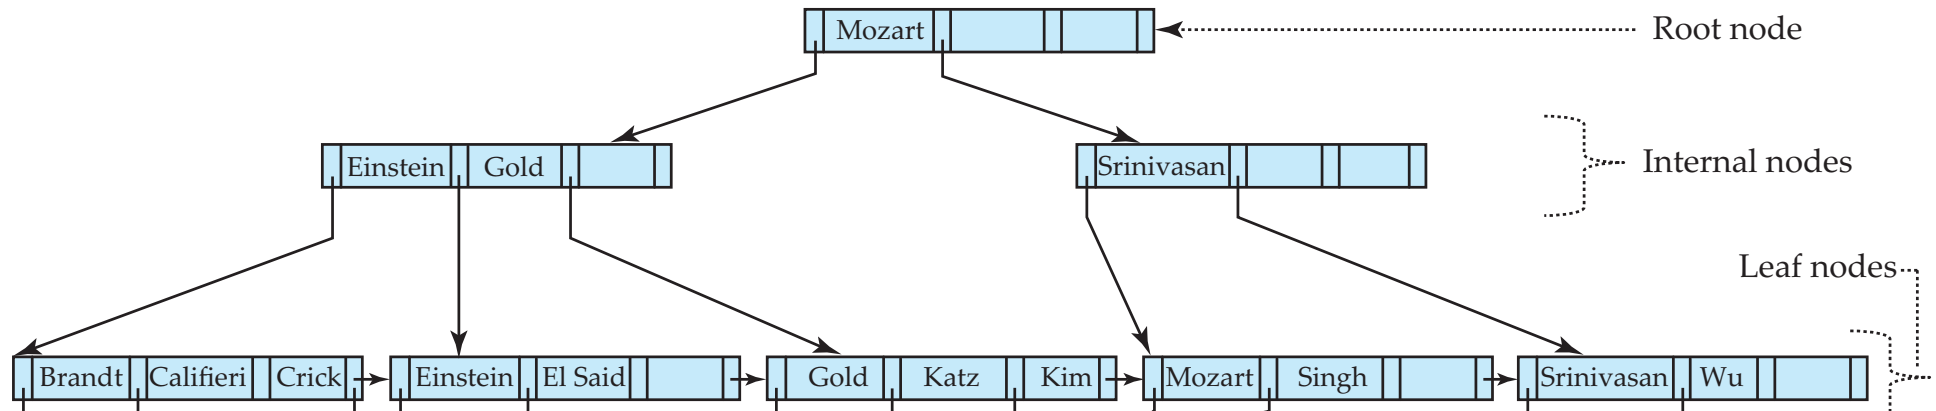 Mozart Root node
Einstein Gold Srinivasan Internal nodes
Leaf nodes
Brandt Califieri Crick Einstein El Said Gold Katz Kim Mozart Singh Srinivasan Wu